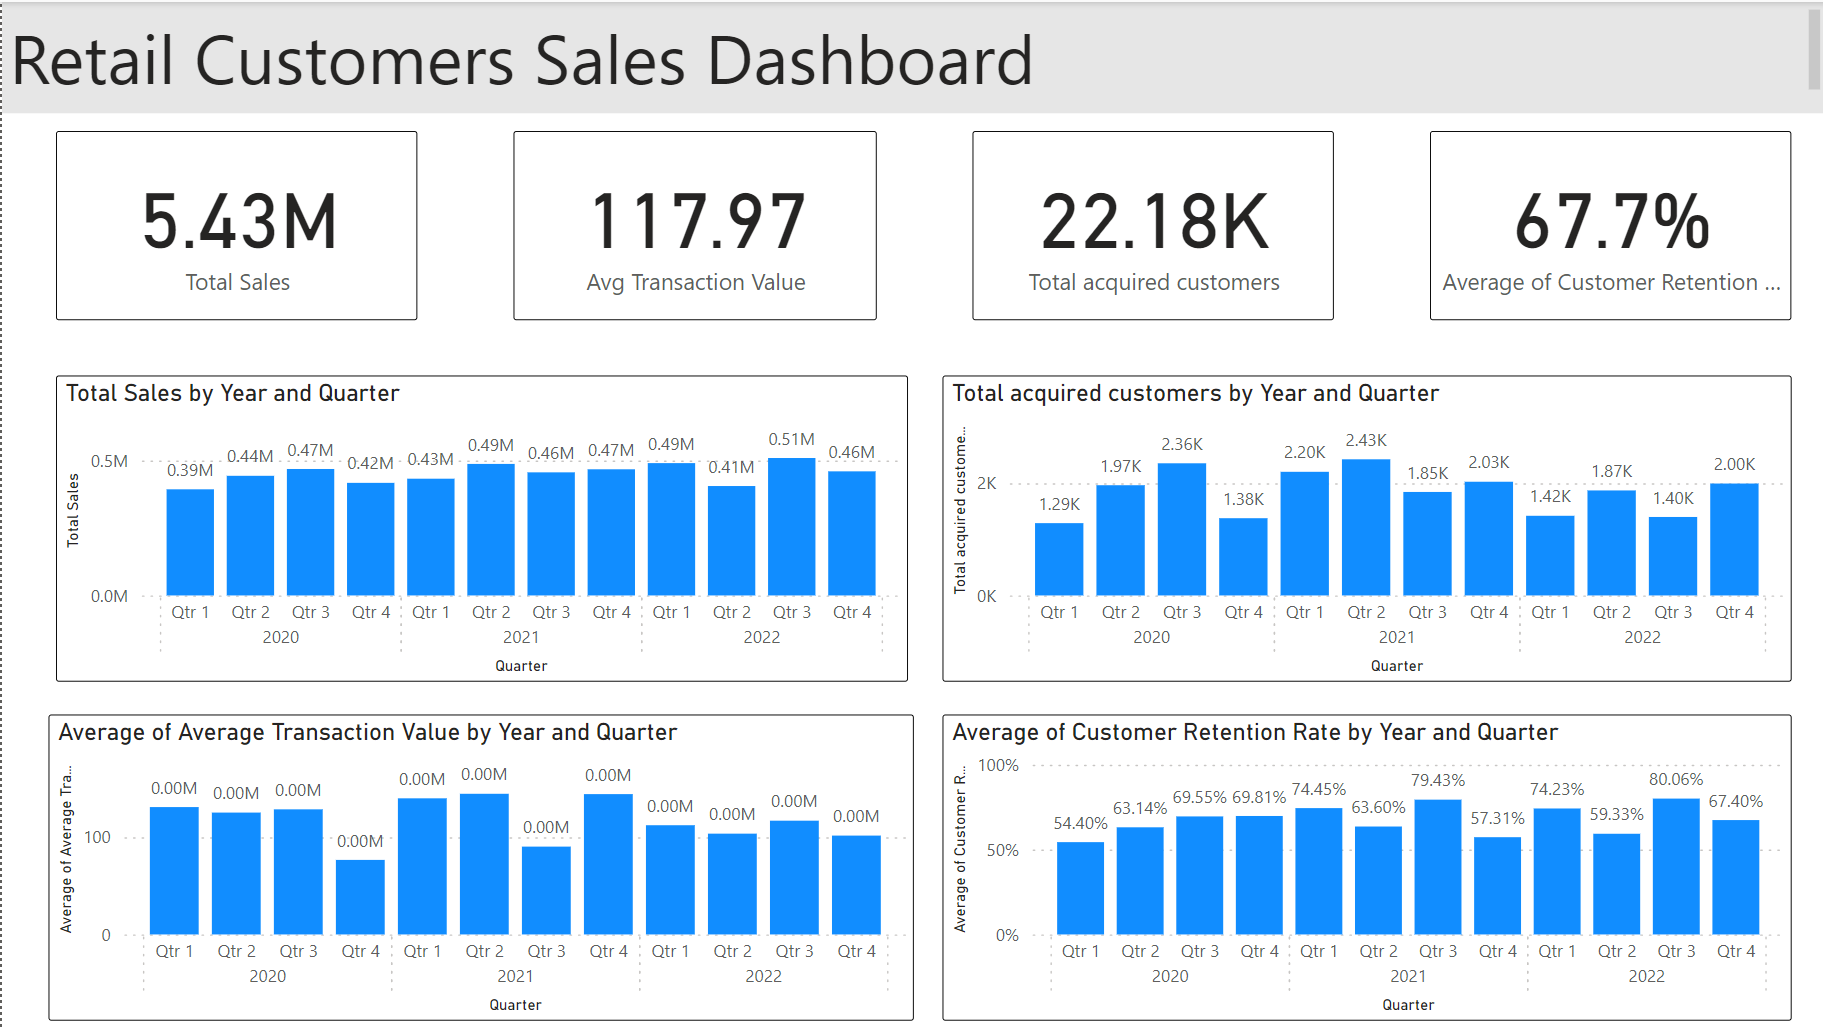 Retail Customers Sales Dashboard
5.43M
Total Sales
117.97
Avg Transaction Value
22.18K
Total acquired customers
67.7%
Average of Customer Retention ...
Total Sales by Year and Quarter
Total Sales
0.5M
0.0M
0.39M 0.44M 0.47M 0.42M 0.43M 0.49M 0.46M 0.47M 0.49M 0.41M 0.51M 0.46M
Qtr 1 Qtr 2 Qtr 3 Qtr 4 Qtr 1 Qtr 2 Qtr 3 Qtr 4 Qtr 1 Qtr 2 Qtr 3 Qtr 4
2020 2021 2022
Quarter
Total acquired customers by Year and Quarter
Total acquired custome...
2K
0K
1.29K 1.97K 2.36K 1.38K 2.20K 2.43K 1.85K 2.03K 1.42K 1.87K 1.40K 2.00K
Qtr 1 Qtr 2 Qtr 3 Qtr 4 Qtr 1 Qtr 2 Qtr 3 Qtr 4 Qtr 1 Qtr 2 Qtr 3 Qtr 4
2020 2021 2022
Quarter
Average of Average Transaction Value by Year and Quarter
Average of Average Tra...
100
0
0.00M 0.00M 0.00M 0.00M 0.00M 0.00M 0.00M 0.00M 0.00M 0.00M 0.00M 0.00M
Qtr 1 Qtr 2 Qtr 3 Qtr 4 Qtr 1 Qtr 2 Qtr 3 Qtr 4 Qtr 1 Qtr 2 Qtr 3 Qtr 4
2020 2021 2022
Quarter
Average of Customer Retention Rate by Year and Quarter
Average of Customer R...
100%
50%
0%
54.40% 63.14% 69.55% 69.81% 74.45% 63.60% 79.43% 57.31% 74.23% 59.33% 80.06% 67.40%
Qtr 1 Qtr 2 Qtr 3 Qtr 4 Qtr 1 Qtr 2 Qtr 3 Qtr 4 Qtr 1 Qtr 2 Qtr 3 Qtr 4
2020 2021 2022
Quarter